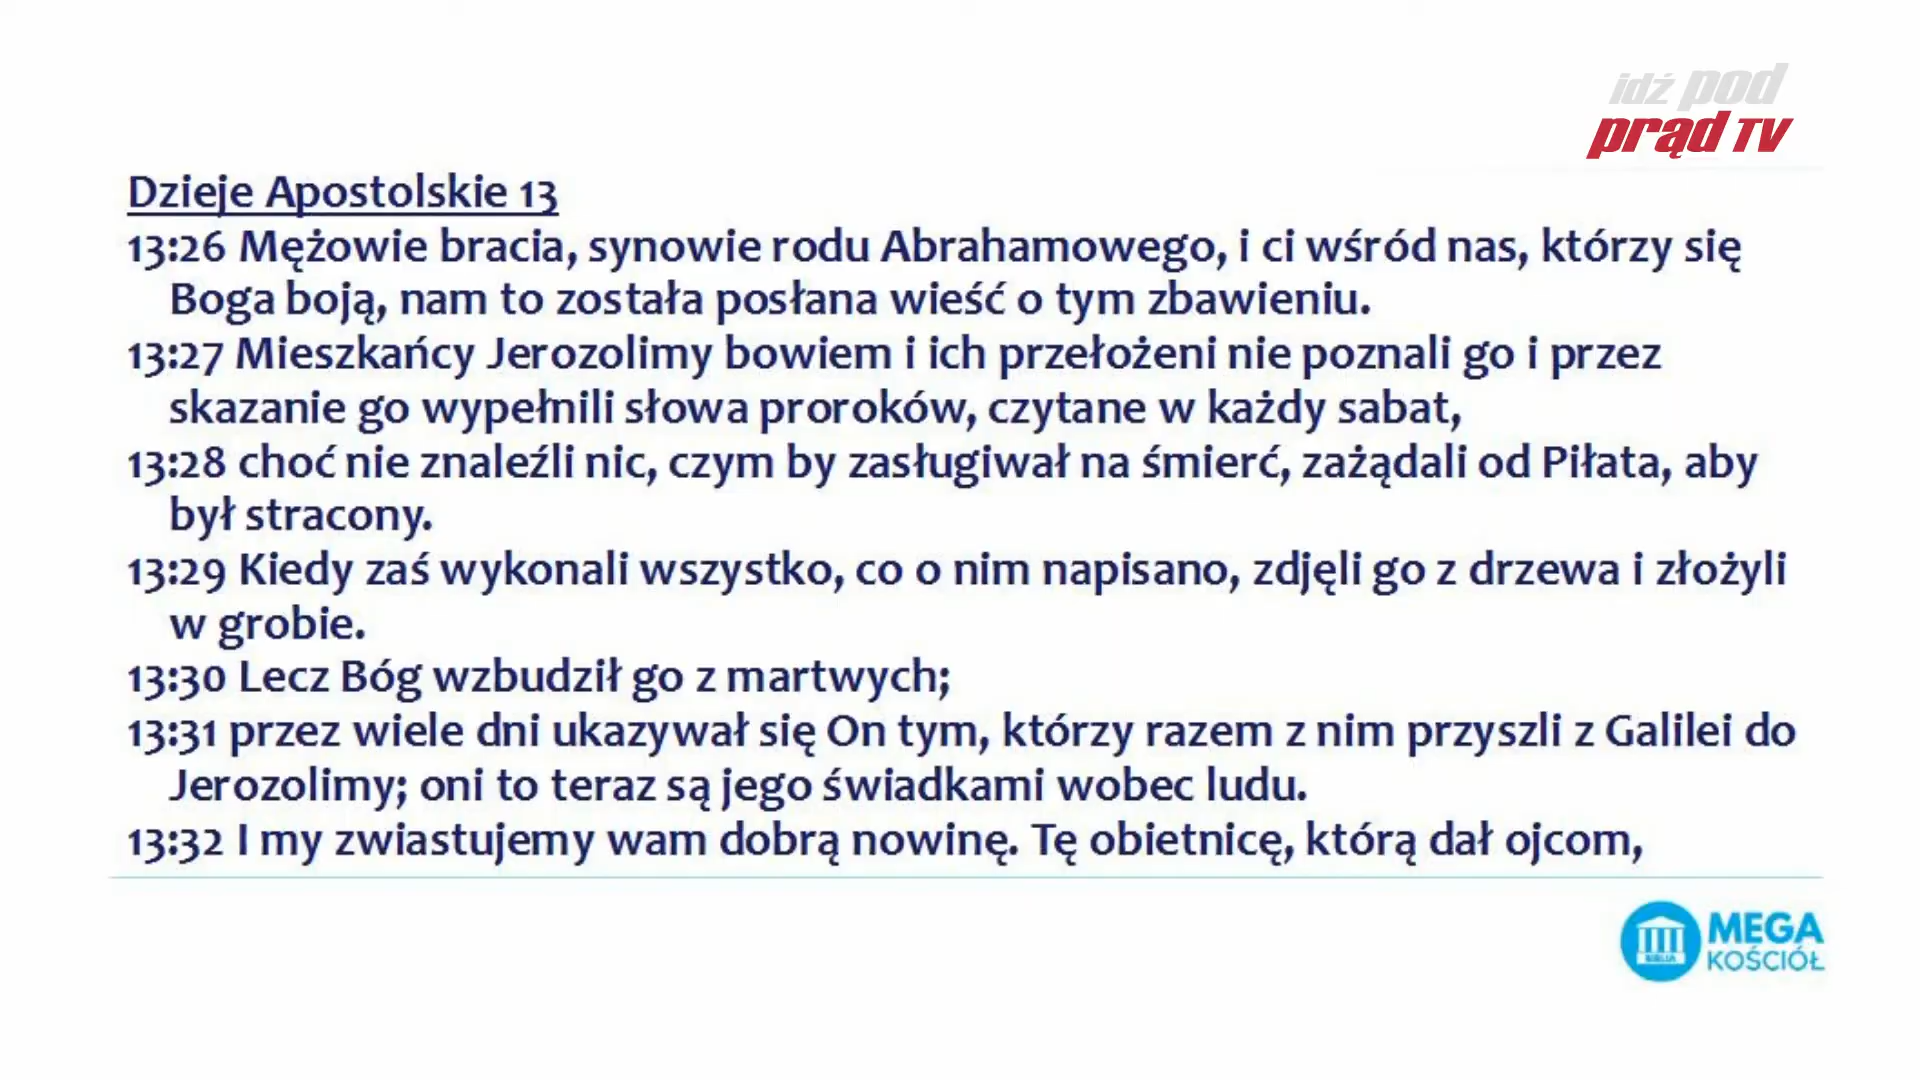 idź pod
prąd TV
Dzieje Apostolskie 13
13:26 Mężowie bracia, synowie rodu Abrahamowego, i ci wśród nas, którzy się
Boga boją, nam to została posłana wieść o tym zbawieniu.
13:27 Mieszkańcy Jerozolimy bowiem i ich przełożeni nie poznali go i przez
skazanie go wypełnili słowa proroków, czytane w każdy sabat,
13:28 choć nie znaleźli nic, czym by zasługiwał na śmierć, zażądali od Piłata, aby
był stracony.
13:29 Kiedy zaś wykonali wszystko, co o nim napisano, zdjęli go z drzewa i złożyli
w grobie.
13:30 Lecz Bóg wzbudził go z martwych;
13:31 przez wiele dni ukazywał się On tym, którzy razem z nim przyszli z Galilei do
Jerozolimy; oni to teraz są jego świadkami wobec ludu.
13:32 I my zwiastujemy wam dobrą nowinę. Tę obietnicę, którą dał ojcom,
BIBLIA
MEGA
KOŚCIÓŁ